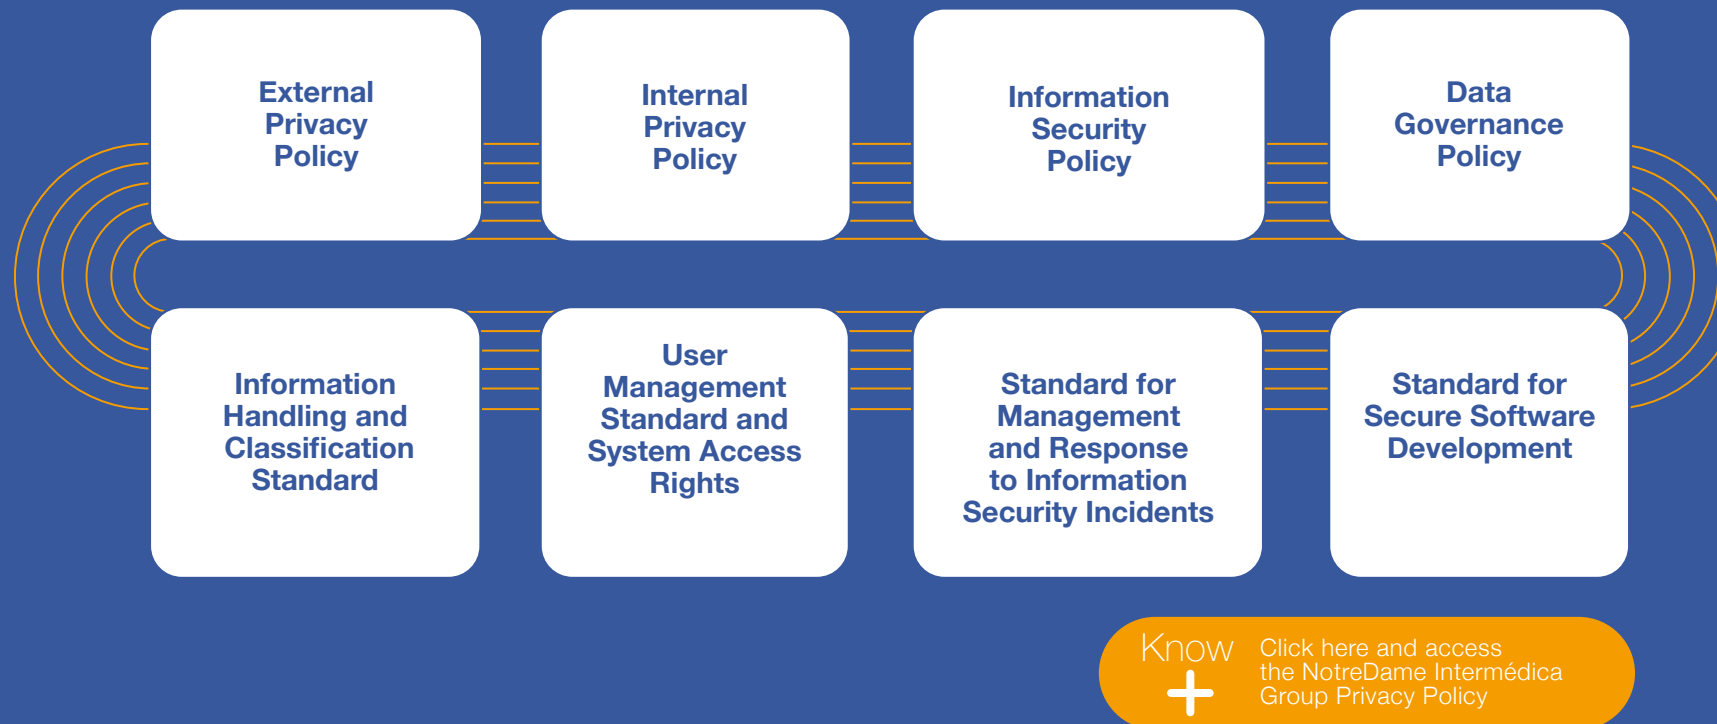 External
Privacy
Policy
Internal
Privacy
Policy
Information
Security
Policy
Data
Governance
Policy
Information
Handling and
Classification
Standard
User
Management
Standard and
System Access
Rights
Standard for
Management
and Response
to Information
Security Incidents
Standard for
Secure Software
Development
Know
+
Click here and access
the NotreDame Intermédica
Group Privacy Policy